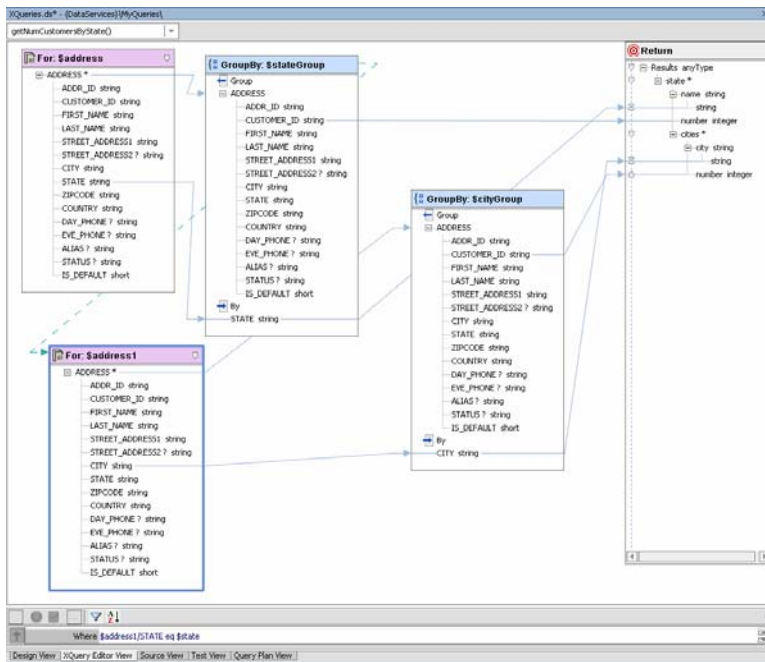 XQueries.ds* - {DataServices}\MyQueries\
getNumCustomersByState()
For: $address
ADDRESS *
ADDR_ID string
CUSTOMER_ID string
FIRST_NAME string
LAST_NAME string
STREET_ADDRESS1 string
STREET_ADDRESS2 ? string
CITY string
STATE string
ZIPCODE string
COUNTRY string
DAY_PHONE ? string
EVE_PHONE ? string
ALIAS ? string
STATUS ? string
IS_DEFAULT short
GroupBy: $stateGroup
Group
ADDRESS
ADDR_ID string
CUSTOMER_ID string
FIRST_NAME string
LAST_NAME string
STREET_ADDRESS1 string
STREET_ADDRESS2 ? string
CITY string
STATE string
ZIPCODE string
COUNTRY string
DAY_PHONE ? string
EVE_PHONE ? string
ALIAS ? string
STATUS ? string
IS_DEFAULT short
By
STATE string
Return
Results anyType
state *
name string
string
number integer
cities *
city string
string
number integer
GroupBy: $cityGroup
Group
ADDRESS
ADDR_ID string
CUSTOMER_ID string
FIRST_NAME string
LAST_NAME string
STREET_ADDRESS1 string
STREET_ADDRESS2 ? string
CITY string
STATE string
ZIPCODE string
COUNTRY string
DAY_PHONE ? string
EVE_PHONE ? string
ALIAS ? string
STATUS ? string
IS_DEFAULT short
By
CITY string
For: $address1
ADDRESS *
ADDR_ID string
CUSTOMER_ID string
FIRST_NAME string
LAST_NAME string
STREET_ADDRESS1 string
STREET_ADDRESS2 ? string
CITY string
STATE string
ZIPCODE string
COUNTRY string
DAY_PHONE ? string
EVE_PHONE ? string
ALIAS ? string
STATUS ? string
IS_DEFAULT short
Where $address1/STATE eq $state
Design View XQuery Editor View Source View Test View Query Plan View